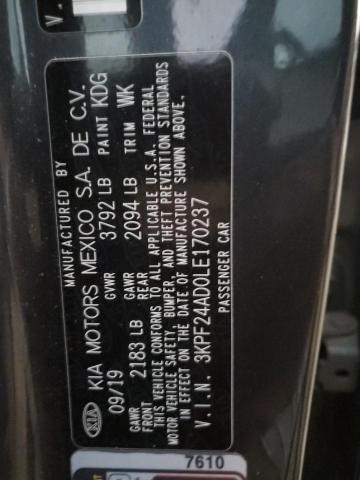 MANUFACTURED BY
KIA KIA MOTORS MEXICO S.A. DE C.V.
09/19 GVWR 3792 LB PAINT KDG
GAWR FRONT 2183 LB GAWR REAR 2094 LB TRIM WK
THIS VEHICLE CONFORMS TO ALL APPLICABLE U.S.A. FEDERAL
MOTOR VEHICLE SAFETY, BUMPER, AND THEFT PREVENTION STANDARDS
IN EFFECT ON THE DATE OF MANUFACTURE SHOWN ABOVE.
V.I.N. 3KPF24AD0LE170237
PASSENGER CAR
7610